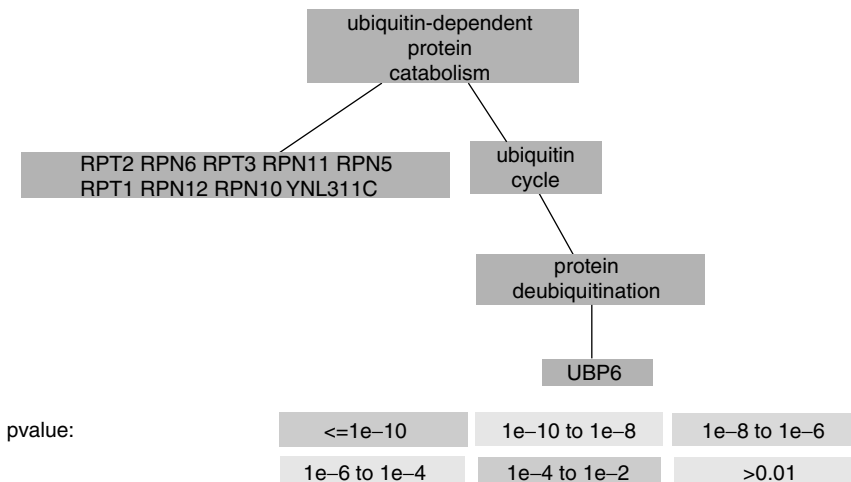 ubiquitin-dependent
protein
catabolism
RPT2 RPN6 RPT3 RPN11 RPN5
RPT1 RPN12 RPN10 YNL311C
ubiquitin
cycle
protein
deubiquitination
UBP6
pvalue:
<=1e–10
1e–10 to 1e–8
1e–8 to 1e–6
1e–6 to 1e–4
1e–4 to 1e–2
>0.01